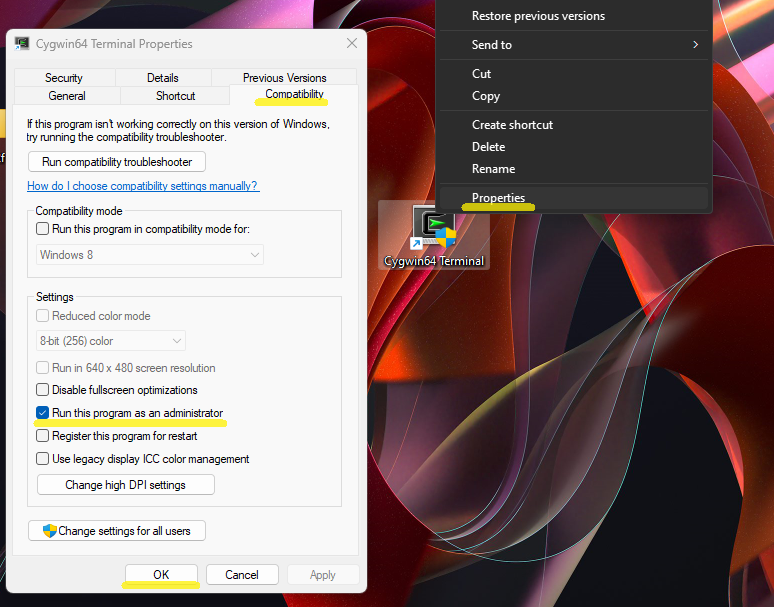 Cygwin64 Terminal Properties
Security
Details
Previous Versions
General
Shortcut
Compatibility
If this program isn't working correctly on this version of Windows,
try running the compatibility troubleshooter.
Run compatibility troubleshooter
How do I choose compatibility settings manually?
Compatibility mode
Run this program in compatibility mode for:
Windows 8
Settings
Reduced color mode
8-bit (256) color
Run in 640 x 480 screen resolution
Disable fullscreen optimizations
Run this program as an administrator
Register this program for restart
Use legacy display ICC color management
Change high DPI settings
Change settings for all users
OK
Cancel
Apply
Restore previous versions
Send to
Cut
Copy
Create shortcut
Delete
Rename
Properties
Cygwin64 Terminal